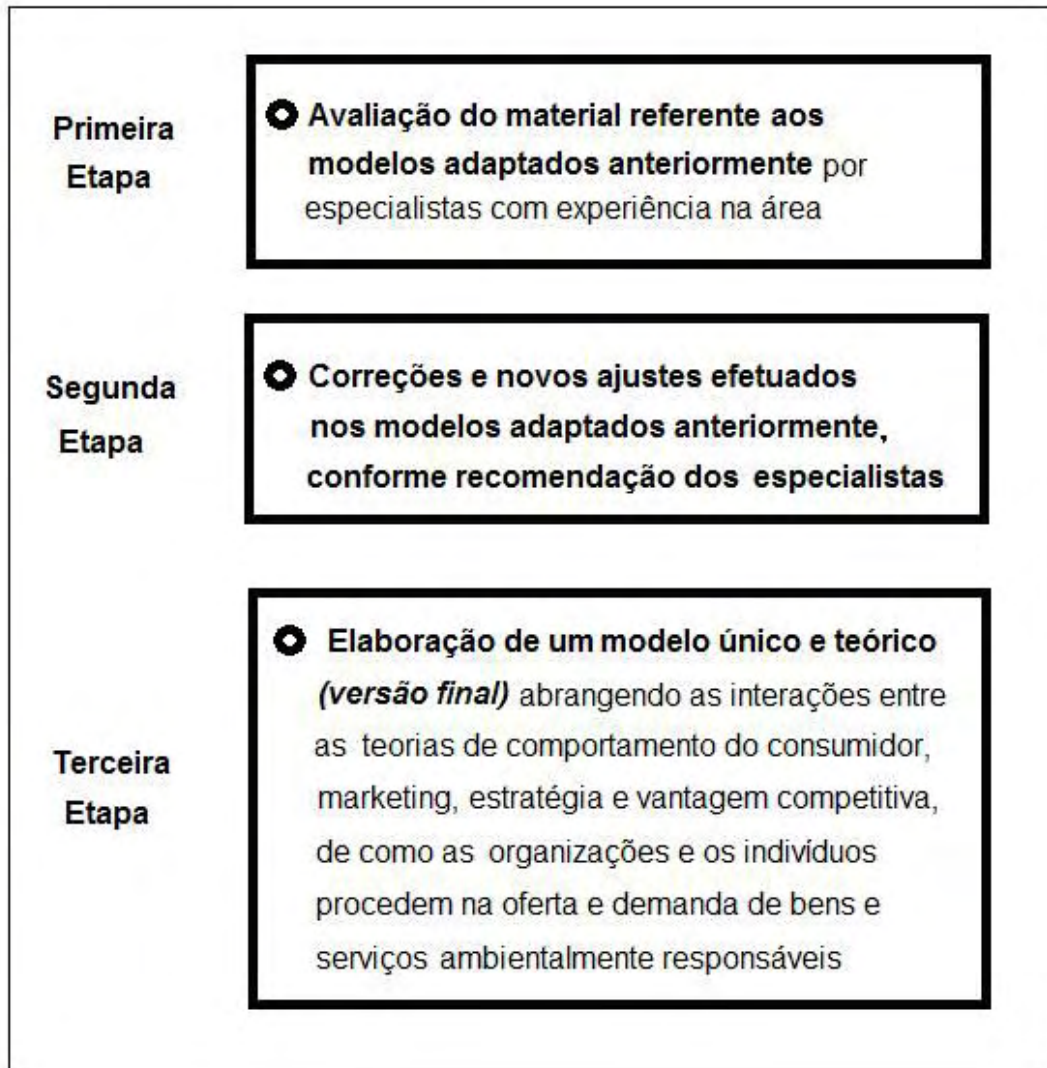 Primeira
Etapa
Avaliação do material referente aos
modelos adaptados anteriormente por
especialistas com experiência na área
Segunda
Etapa
Correções e novos ajustes efetuados
nos modelos adaptados anteriormente,
conforme recomendação dos especialistas
Terceira
Etapa
Elaboração de um modelo único e teórico
(versão final) abrangendo as interações entre
as teorias de comportamento do consumidor,
marketing, estratégia e vantagem competitiva,
de como as organizações e os indivíduos
procedem na oferta e demanda de bens e
serviços ambientalmente responsáveis